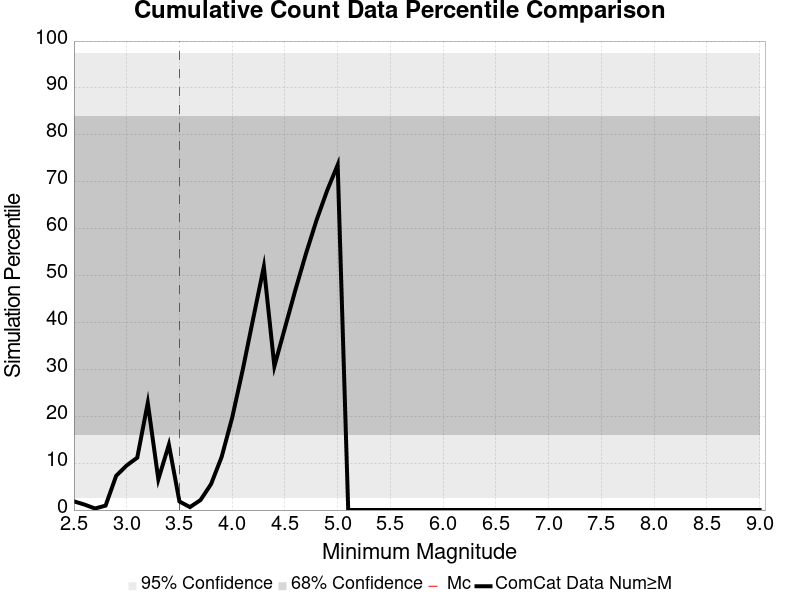 Cumulative Count Data Percentile Comparison
100
90
80
70
60
50
40
30
20
10
0
Simulation Percentile
2.5 3.0 3.5 4.0 4.5 5.0 5.5 6.0 6.5 7.0 7.5 8.0 8.5 9.0
Minimum Magnitude
95% Confidence 68% Confidence Mc ComCat Data Num≥M